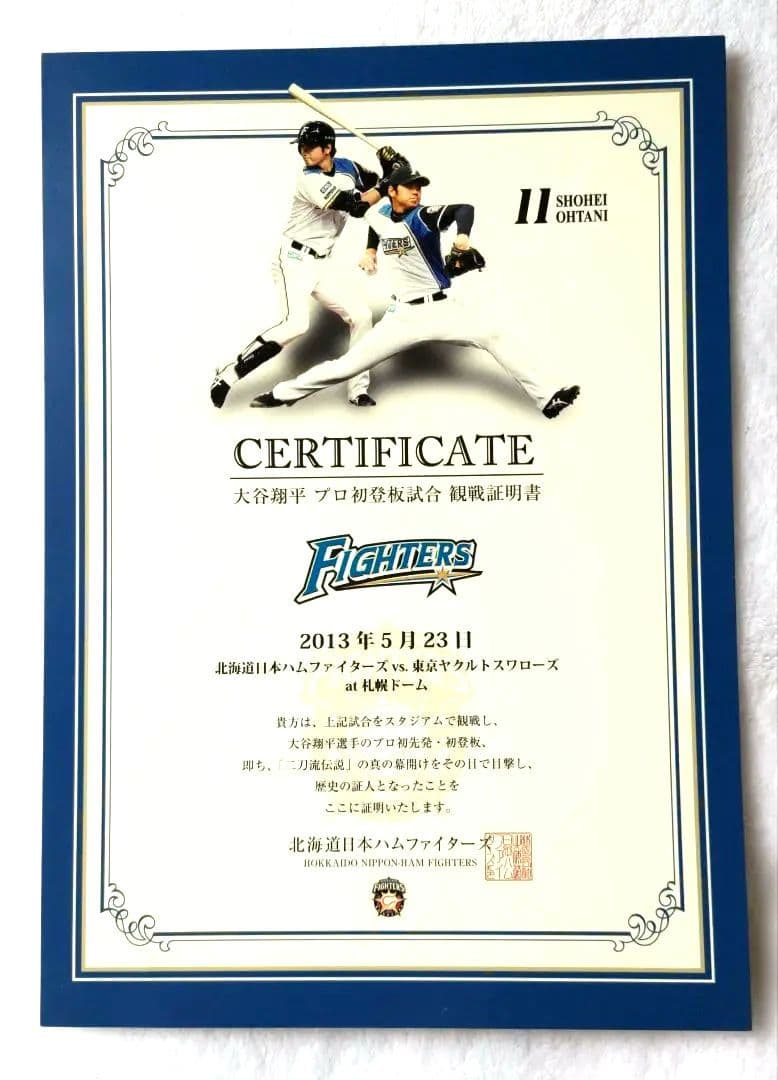 11 SHOHEI
OHTANI
FIGHTERS
CERTIFICATE
大谷翔平 プロ初登板試合 観戦証明書
FIGHTERS
2013年5月23日
北海道日本ハムファイターズ vs. 東京ヤクルトスワローズ
at 札幌ドーム
貴方は、上記試合をスタジアムで観戦し、
大谷翔平選手のプロ初先発・初登板、
即ち、「二刀流伝説」の真の幕開けをその目で目撃し、
歴史の証人となったことを
ここに証明いたします。
北海道日本ハムファイターズ
HOKKAIDO NIPPON-HAM FIGHTERS
FIGHTERS